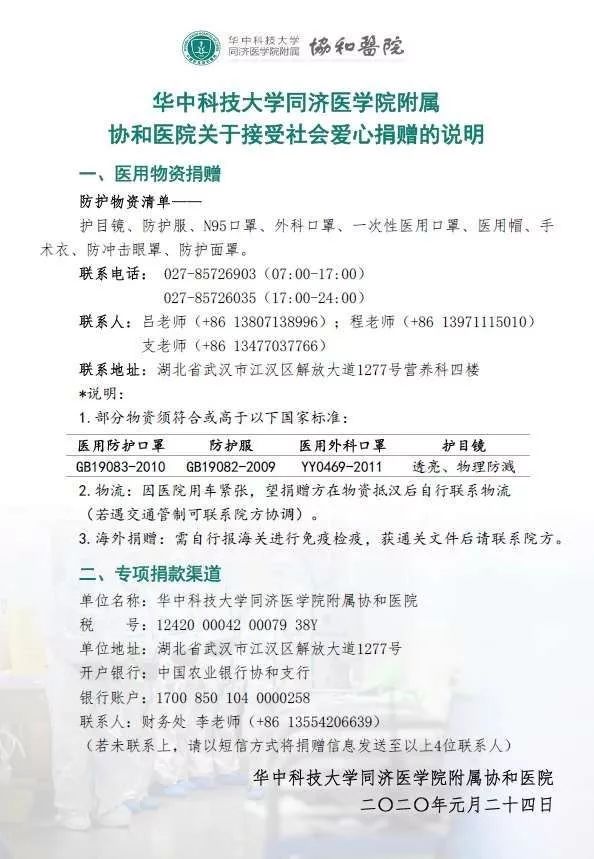 华中科技大学
同济医学院附属
協和醫院
华中科技大学同济医学院附属
协和医院关于接受社会爱心捐赠的说明
一、医用物资捐赠
防护物资清单——
护目镜、防护服、N95口罩、外科口罩、一次性医用口罩、医用帽、手
术衣、防冲击眼罩、防护面罩。
联系电话： 027-85726903（07:00-17:00）
027-85726035（17:00-24:00）
联系人：吕老师（+86 13807138996）；程老师（+86 13971115010）
支老师（+86 13477037766）
联系地址：湖北省武汉市江汉区解放大道1277号营养科四楼
*说明：
1.部分物资须符合或高于以下国家标准：
医用防护口罩 防护服 医用外科口罩 护目镜
GB19083-2010 GB19082-2009 YY0469-2011 透亮、物理防溅
2.物流：因医院用车紧张，望捐赠方在物资抵汉后自行联系物流
（若遇交通管制可联系院方协调）。
3.海外捐赠：需自行报海关进行免疫检疫，获通关文件后请联系院方。
二、专项捐款渠道
单位名称：华中科技大学同济医学院附属协和医院
税 号：12420 00042 00079 38Y
单位地址：湖北省武汉市江汉区解放大道1277号
开户银行：中国农业银行协和支行
银行账户：1700 850 104 0000258
联系人：财务处 李老师（+86 13554206639）
（若未联系上，请以短信方式将捐赠信息发送至以上4位联系人）
华中科技大学同济医学院附属协和医院
二〇二〇年元月二十四日